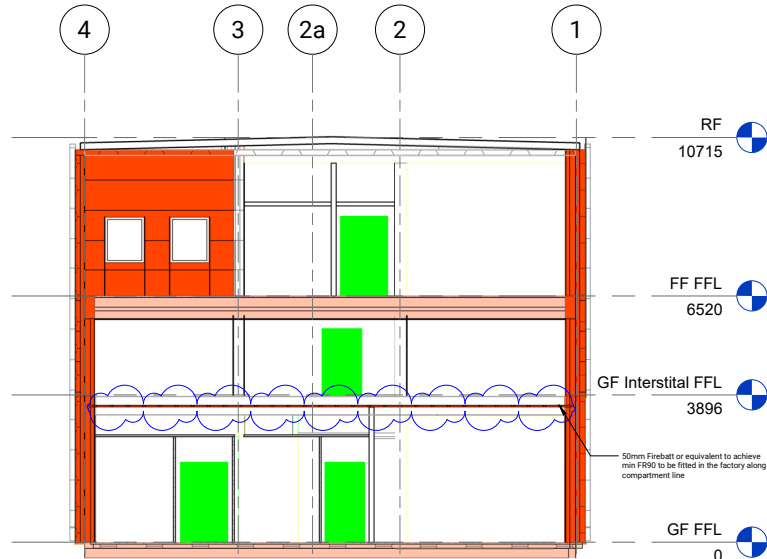 4 3 2a 2 1
RF
10715
FF FFL
6520
GF Interstital FFL
3896
50mm Firebatt or equivalent to achieve
min FR90 to be fitted in the factory along
compartment line
GF FFL
0